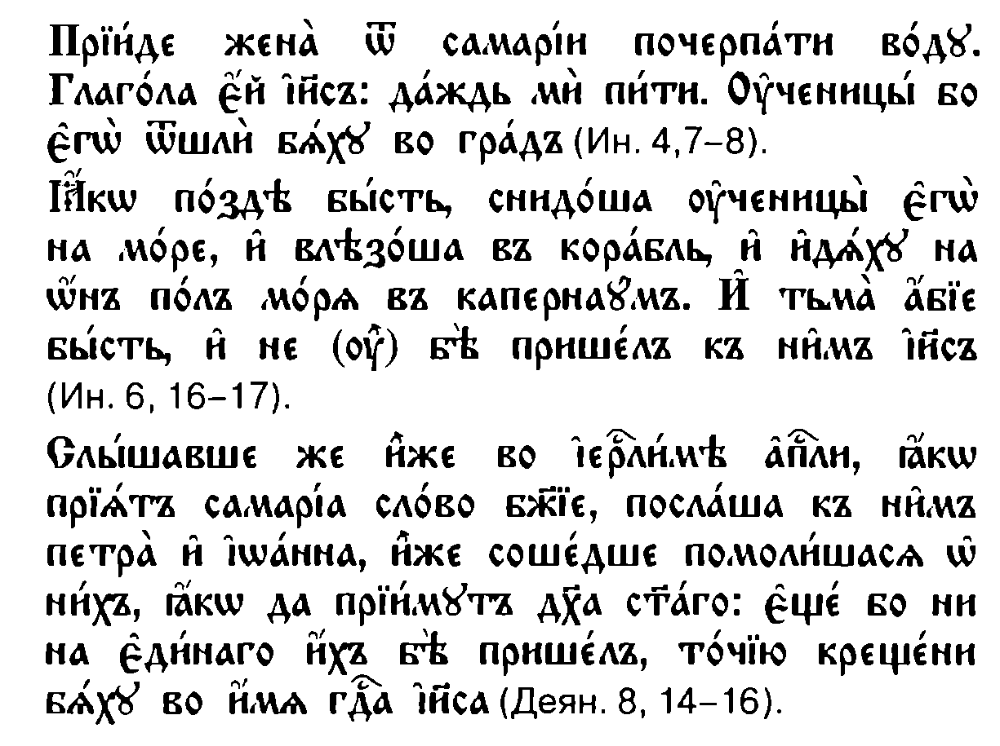 Прїи́де жена̀ ѿ самарі́и почерпа́ти во́дꙋ.
Глаго́ла є҆́й і҆и҃съ: да́ждь мѝ пи́ти. Оу҆ченицы́ бо
є҆гѡ̀ ѿшлѝ бѧ́хꙋ во гра́дъ (Ин. 4,7–8).
Ꙗ҆́кѡ по́здѣ бы́сть, снидо́ша оу҆ченицы̀ є҆гѡ̀
на мо́ре, и҆ влѣзо́ша въ кора́бль, и҆ и҆дѧ́хꙋ на
ѡ҆́нъ по́лъ мо́рѧ въ капернаꙋ́мъ. И҆ тьма̀ а҆́бїе
бы́сть, и҆ не (оу҆̀) бѣ̀ прише́лъ къ ни̑мъ і҆и҃съ
(Ин. 6, 16–17).
Слы́шавше же и҆̀же во і҆ерⷭ҇ли́мѣ а҆пⷭ҇ли, ꙗ҆́кѡ
прїѧ́тъ самарі́а сло́во бж҃їе, посла́ша къ ни̑мъ
петра̀ и҆ і҆ѡа́нна, и҆̀же соше́дше помоли́шасѧ ѡ҆
ни́хъ, ꙗ҆́кѡ да прїи́мꙋтъ дх҃а ст҃а́го: є҆ще́ бо ни
на є҆ди́наго и҆́хъ бѣ̀ прише́лъ, то́чїю креще́ни
бѧ́хꙋ во и҆́мѧ гдⷭ҇а і҆и҃са (Деян. 8, 14–16).